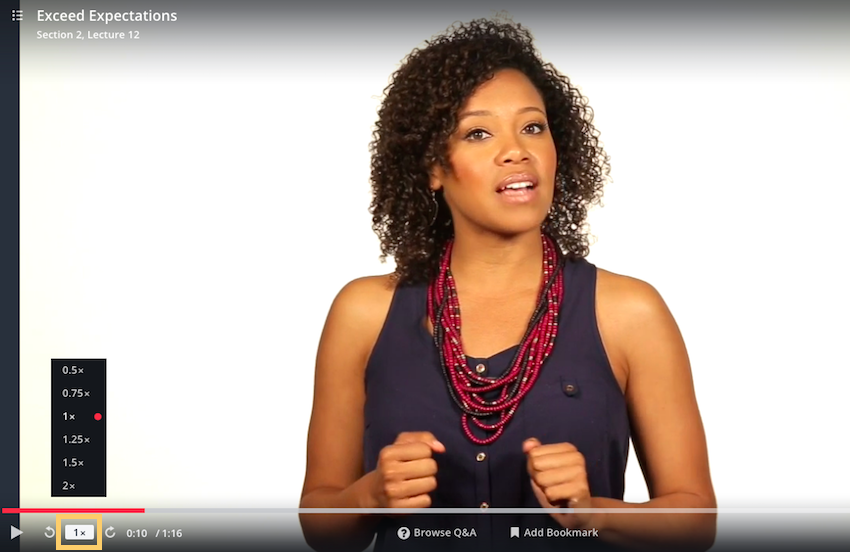 Exceed Expectations
Section 2, Lecture 12
0.5×
0.75×
1×
1.25×
1.5×
2×
1×
0:10 / 1:16
Browse Q&A
Add Bookmark